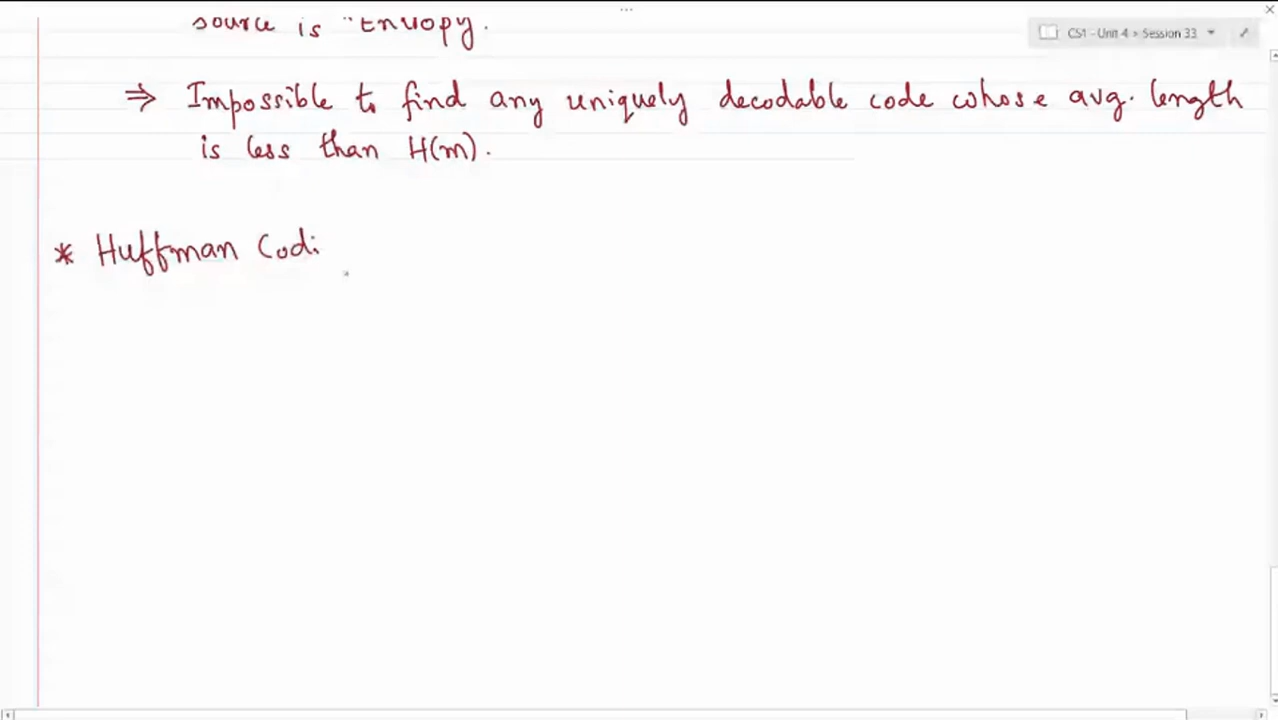 source is "Entropy.
CS1 - Unit 4 » Session 33
⇒ Impossible to find any uniquely decodable code whose avg. length
is less than H(m).
* Huffman Codi